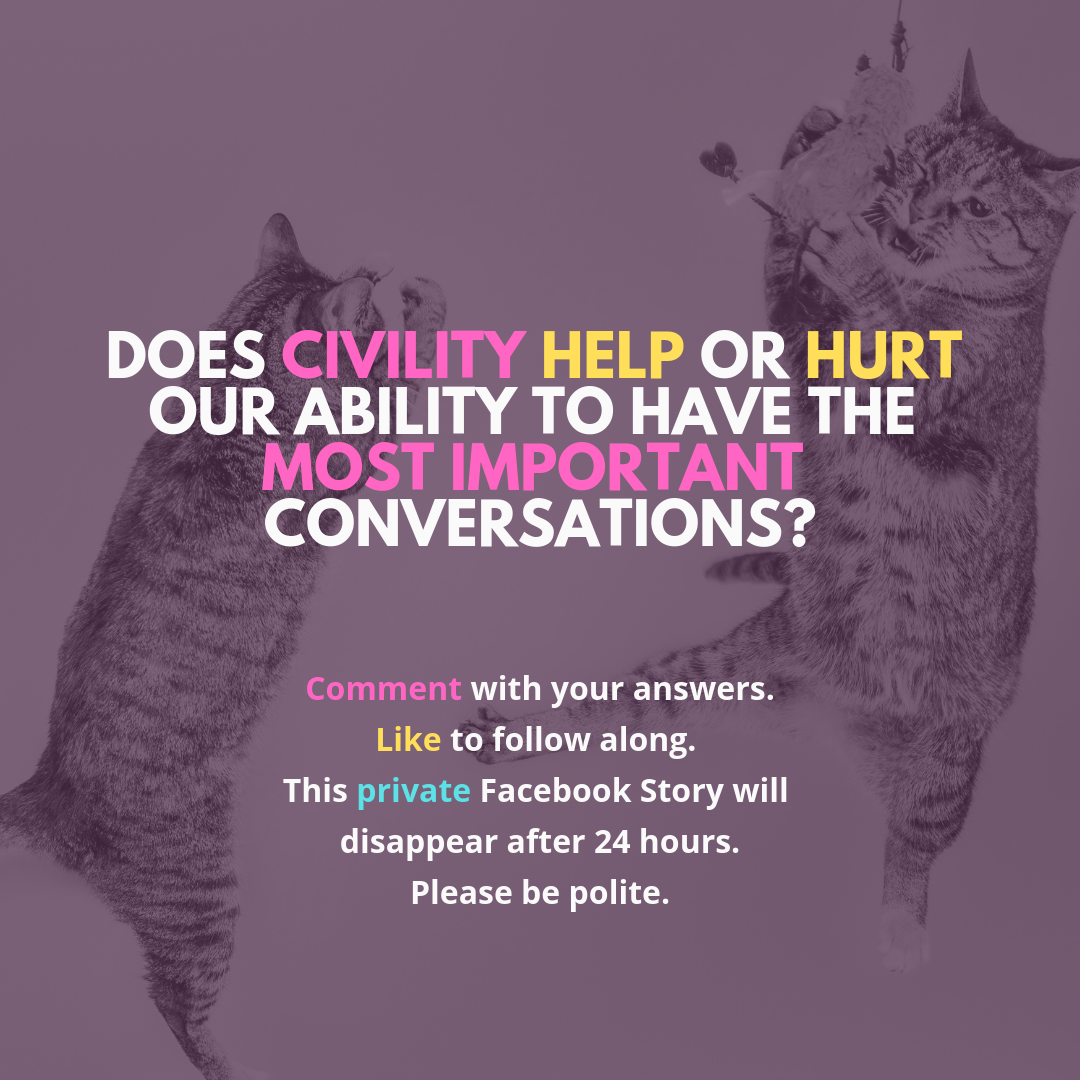 DOES CIVILITY HELP OR HURT
OUR ABILITY TO HAVE THE
MOST IMPORTANT
CONVERSATIONS?
Comment with your answers.
Like to follow along.
This private Facebook Story will
disappear after 24 hours.
Please be polite.